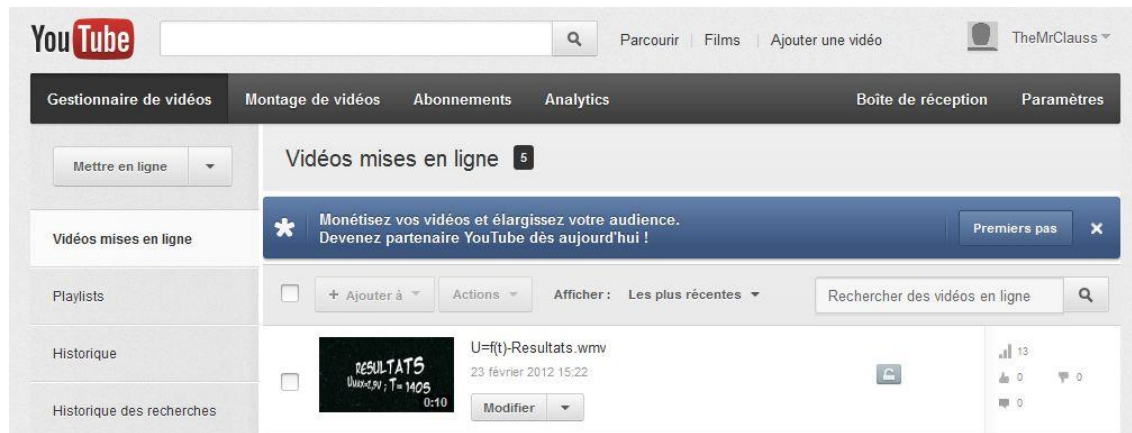 YouTube
Parcourir | Films | Ajouter une vidéo
TheMrClauss
Gestionnaire de vidéos
Montage de vidéos
Abonnements
Analytics
Boîte de réception
Paramètres
Mettre en ligne
Vidéos mises en ligne 5
Monétisez vos vidéos et élargissez votre audience.
Devenez partenaire YouTube dès aujourd'hui !
Premiers pas
Vidéos mises en ligne
Playlists
Historique
Historique des recherches
+ Ajouter à
Actions
Afficher : Les plus récentes
Rechercher des vidéos en ligne
RESULTATS
T= 140s
0:10
U=f(t)-Resultats.wmv
23 février 2012 15:22
Modifier
13
0
0
0